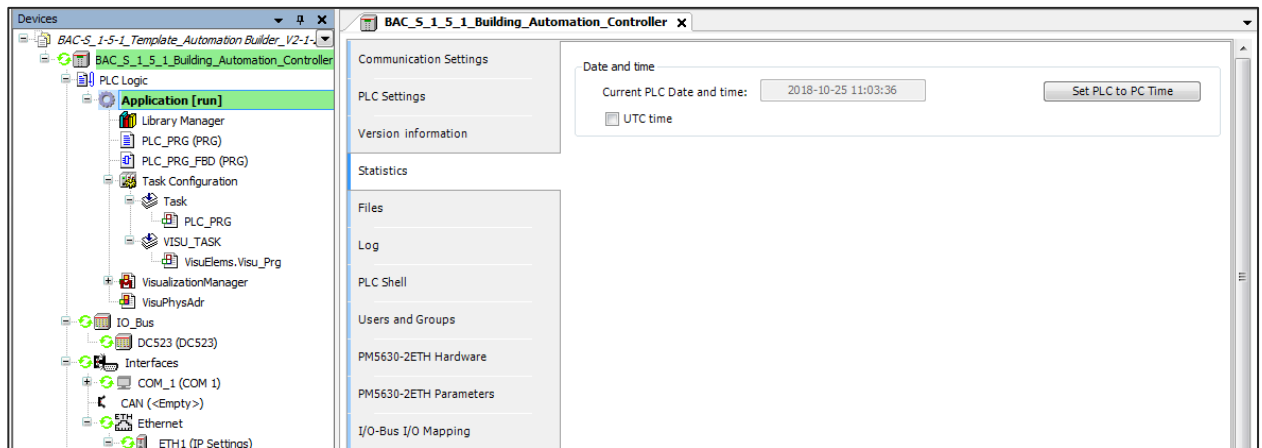 Devices
BAC-S_1-5-1_Template_Automation Builder_V2-1-
BAC_S_1_5_1_Building_Automation_Controller
PLC Logic
Application [run]
Library Manager
PLC_PRG (PRG)
PLC_PRG_FBD (PRG)
Task Configuration
Task
PLC_PRG
VISU_TASK
VisuElems.Visu_Prg
VisualizationManager
VisuPhysAdr
IO_Bus
DC523 (DC523)
Interfaces
COM_1 (COM 1)
CAN (<Empty>)
ETH
Ethernet
ETH1 (IP Settings)
BAC_S_1_5_1_Building_Automation_Controller
Communication Settings
PLC Settings
Version information
Statistics
Files
Log
PLC Shell
Users and Groups
PM5630-2ETH Hardware
PM5630-2ETH Parameters
I/O-Bus I/O Mapping
Date and time
Current PLC Date and time: 2018-10-25 11:03:36 Set PLC to PC Time
UTC time